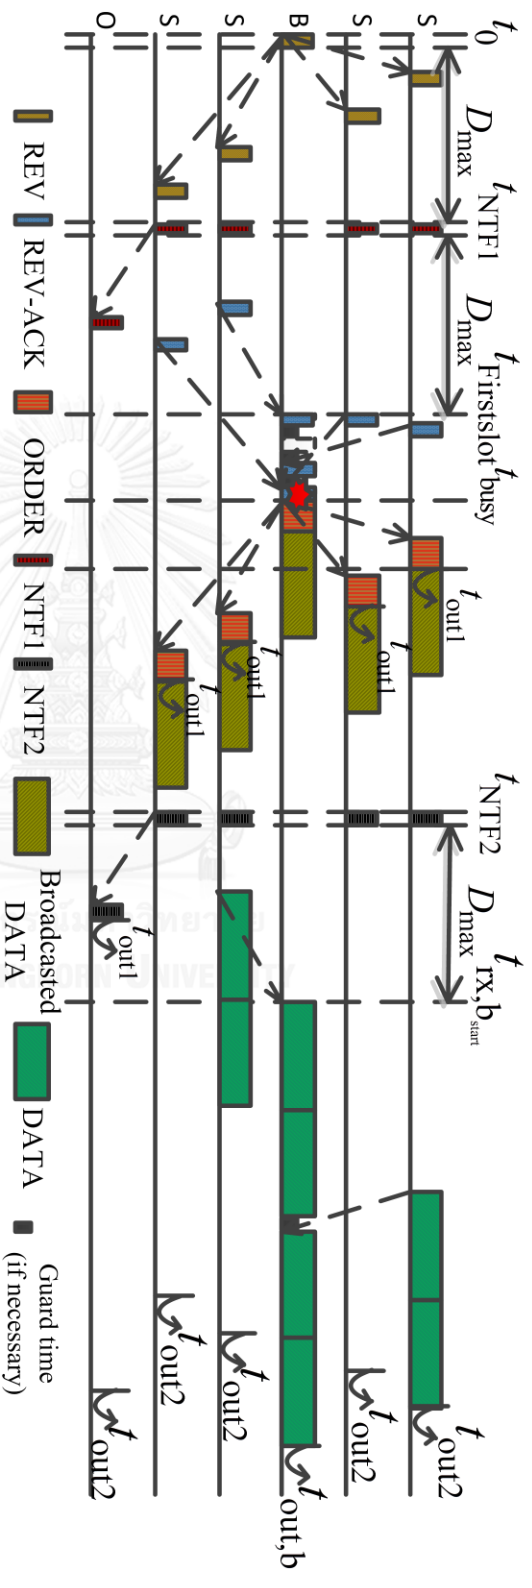 t0 Dmax tNTF1 Dmax tFirstslot tbusy tNTF2 Dmax trx,bstart
S tout1 tout2
S tout1 tout2
B tout,b
S tout1 tout2
S tout1 tout2
O tout1 tout2
REV REV-ACK ORDER NTF1 NTF2 Broadcasted DATA DATA Guard time
(if necessary)
UNIVERSITY